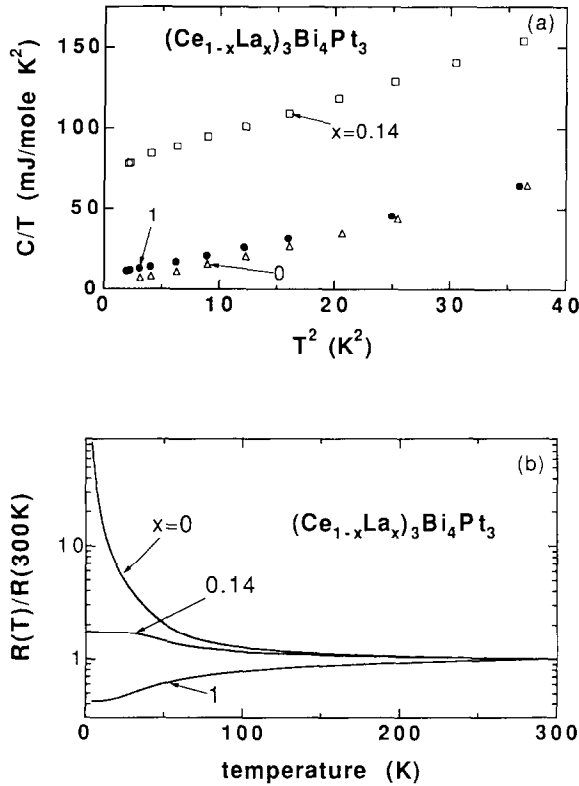 (Ce1-xLax)3Bi4Pt3
(a)
150
100
50
0
C/T (mJ/mole K2)
x=0.14
1
0
0 10 20 30 40
T2 (K2)
(b)
(Ce1-xLax)3Bi4Pt3
x=0
0.14
1
10
1
R(T)/R(300K)
0 100 200 300
temperature (K)